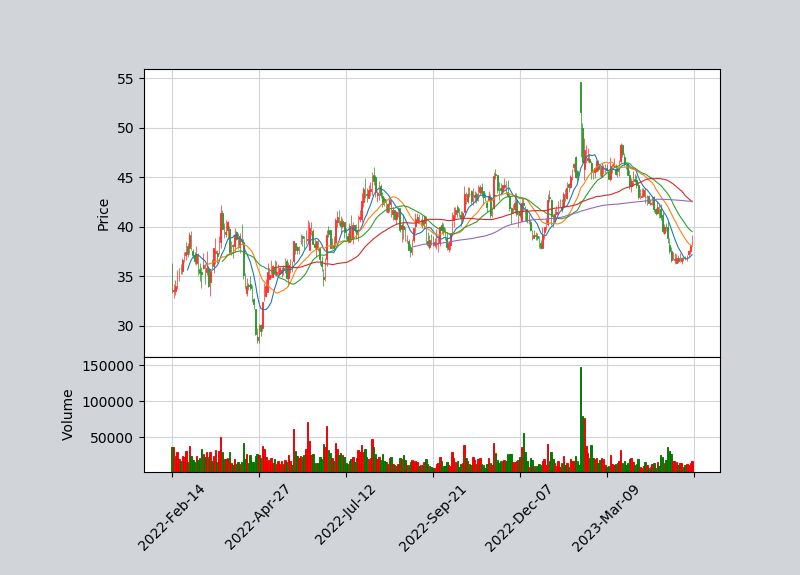 55
50
45
40
35
30
Price
150000
100000
50000
Volume
2022-Feb-14
2022-Apr-27
2022-Jul-12
2022-Sep-21
2022-Dec-07
2023-Mar-09